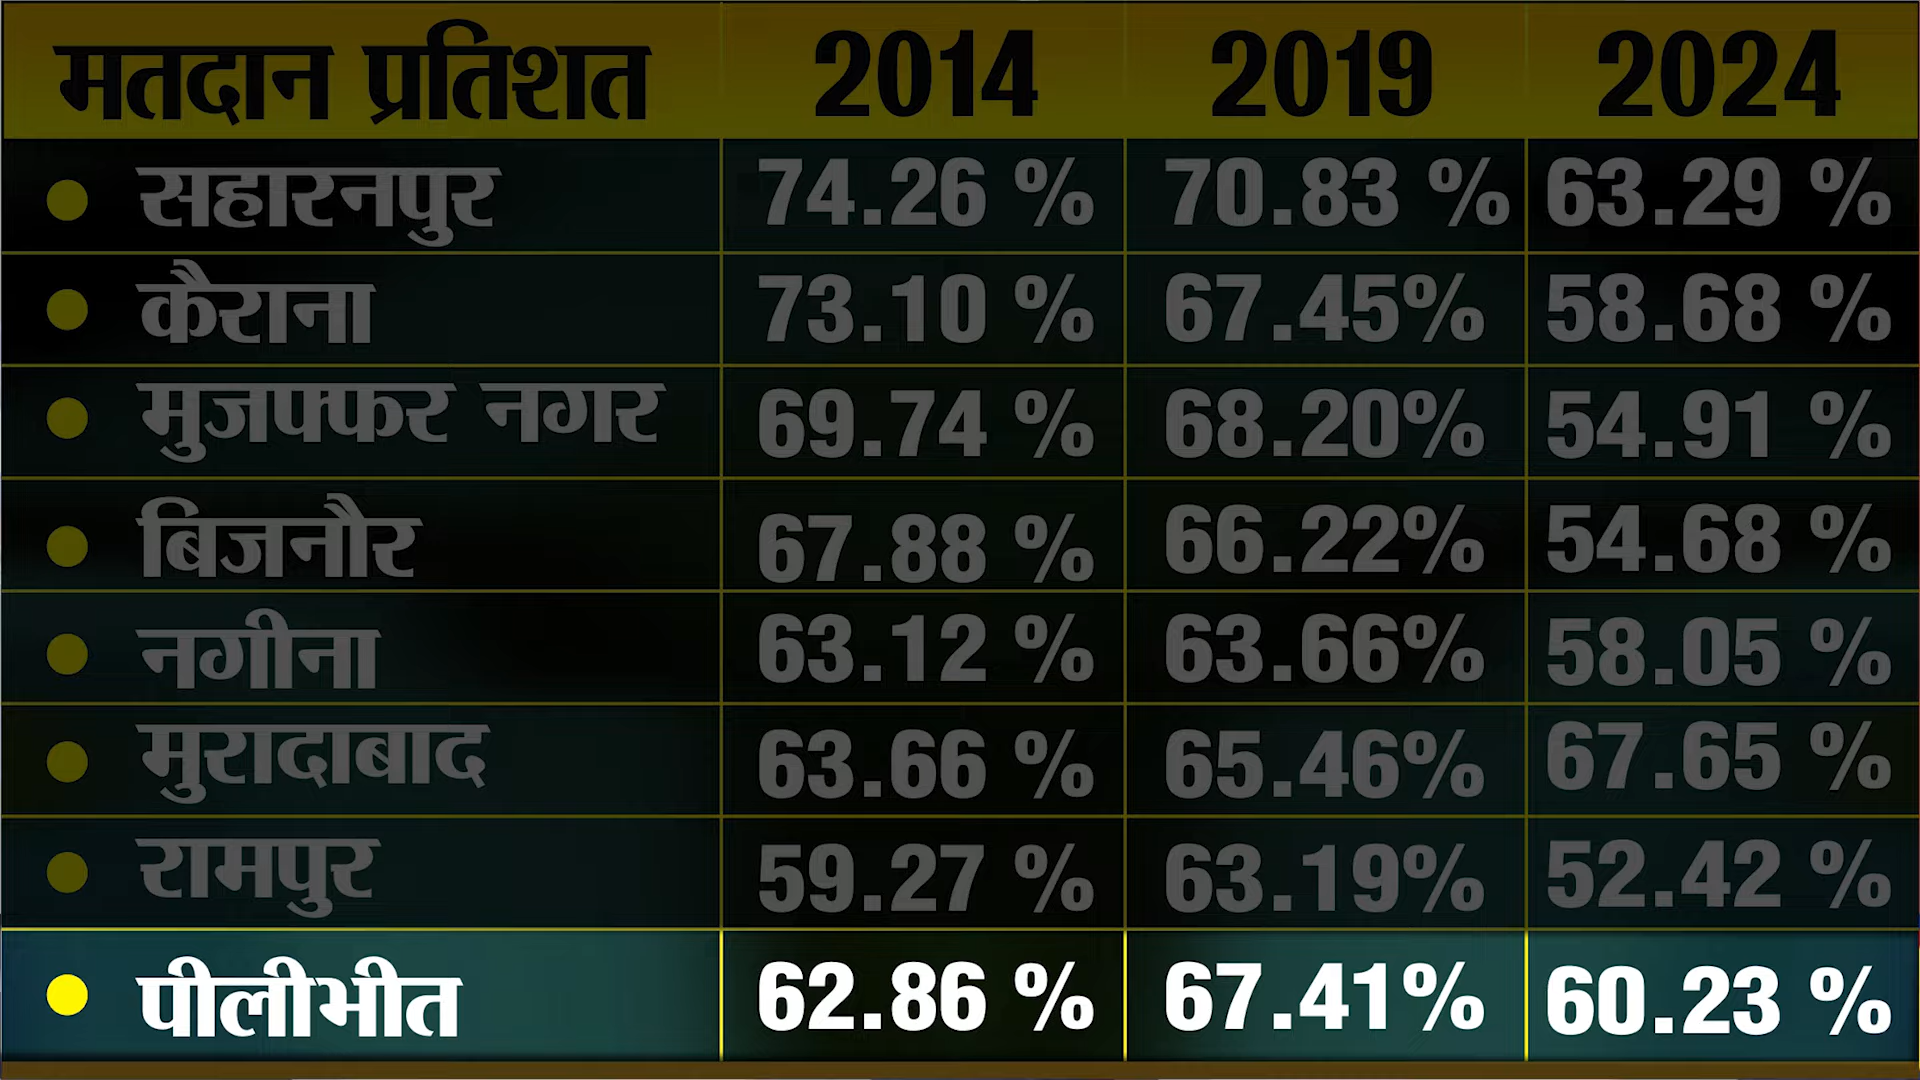 मतदान प्रतिशत 2014 2019 2024
सहारनपुर 74.26 % 70.83 % 63.29 %
कैराना 73.10 % 67.45% 58.68 %
मुजफ्फर नगर 69.74 % 68.20% 54.91 %
बिजनौर 67.88 % 66.22% 54.68 %
नगीना 63.12 % 63.66% 58.05 %
मुरादाबाद 63.66 % 65.46% 67.65 %
रामपुर 59.27 % 63.19% 52.42 %
पीलीभीत 62.86 % 67.41% 60.23 %